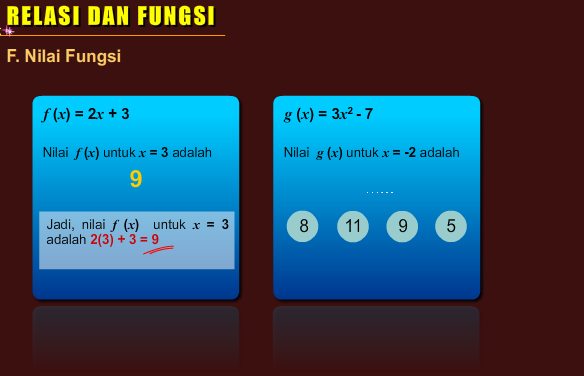 RELASI DAN FUNGSI
F. Nilai Fungsi
f (x) = 2x + 3
Nilai f (x) untuk x = 3 adalah
9
Jadi, nilai f (x) untuk x = 3
adalah 2(3) + 3 = 9
g (x) = 3x² - 7
Nilai g (x) untuk x = -2 adalah
......
8 11 9 5